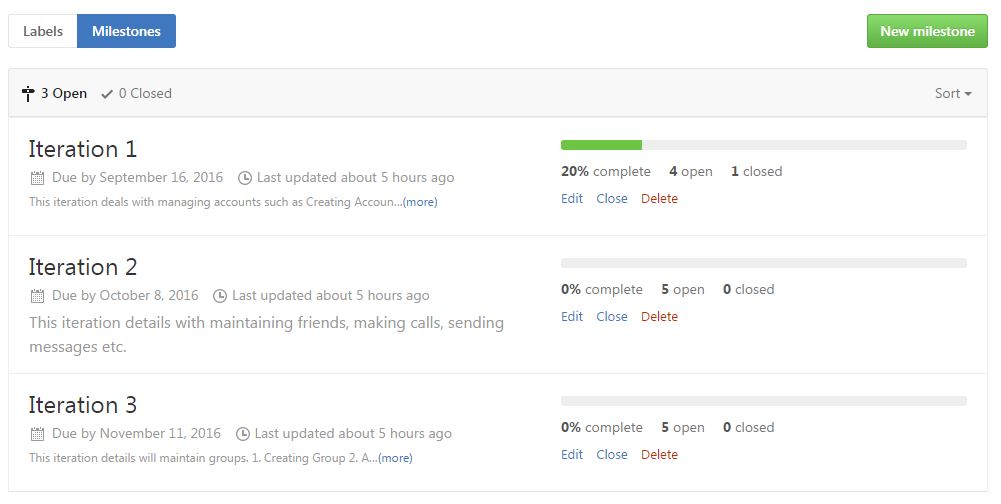 Labels Milestones New milestone
3 Open 0 Closed Sort
Iteration 1
Due by September 16, 2016 Last updated about 5 hours ago
This iteration deals with managing accounts such as Creating Accoun...(more)
20% complete 4 open 1 closed
Edit Close Delete
Iteration 2
Due by October 8, 2016 Last updated about 5 hours ago
This iteration details with maintaining friends, making calls, sending
messages etc.
0% complete 5 open 0 closed
Edit Close Delete
Iteration 3
Due by November 11, 2016 Last updated about 5 hours ago
This iteration details will maintain groups. 1. Creating Group 2. A...(more)
0% complete 5 open 0 closed
Edit Close Delete